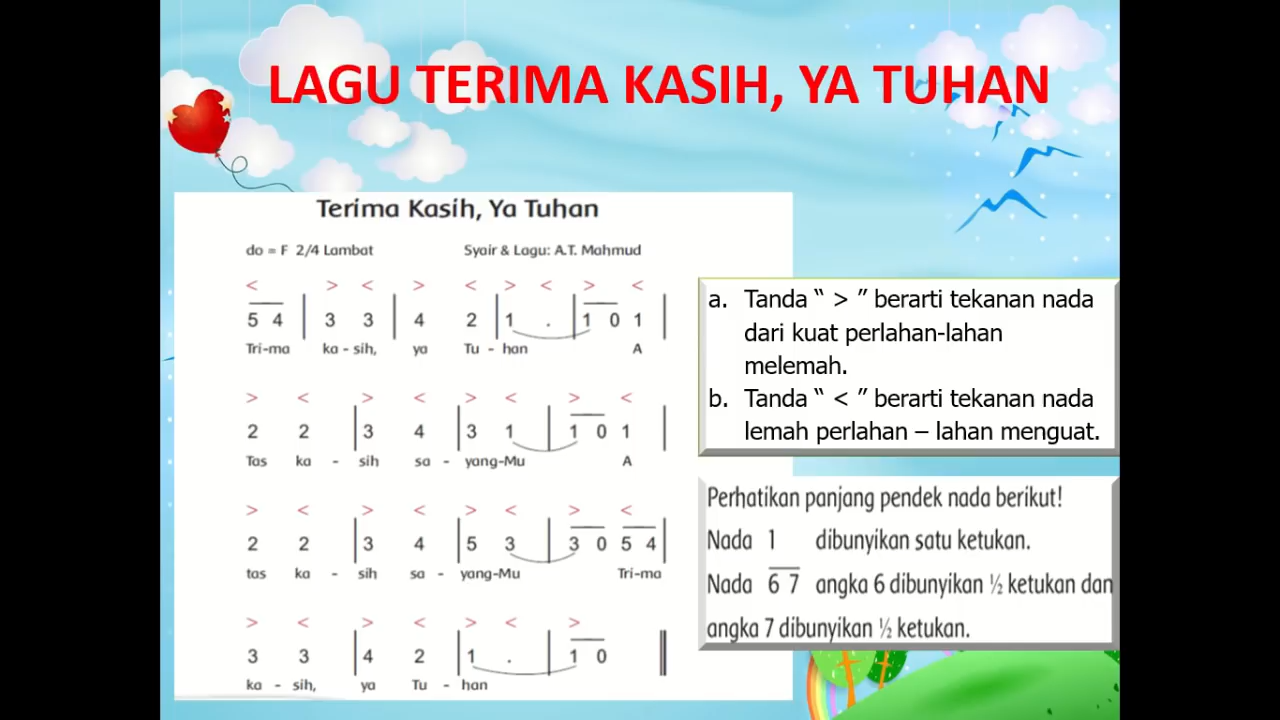 LAGU TERIMA KASIH, YA TUHAN
Terima Kasih, Ya Tuhan
do = F 2/4 Lambat Syair & Lagu: A.T. Mahmud
< > < > < > < > <
5 4 | 3 3 | 4 2 | 1 . | 1 0 1 |
Tri-ma ka - sih, ya Tu - han A
> < > < > < > <
2 2 | 3 4 | 3 1 | 1 0 1 |
Tas ka - sih sa - yang-Mu A
> < > < > < > <
2 2 | 3 4 | 5 3 | 3 0 5 4 |
tas ka - sih sa - yang-Mu Tri-ma
> < > < > < >
3 3 | 4 2 | 1 . | 1 0 ||
ka - sih, ya Tu - han
a. Tanda “ > ” berarti tekanan nada
dari kuat perlahan-lahan
melemah.
b. Tanda “ < ” berarti tekanan nada
lemah perlahan – lahan menguat.
Perhatikan panjang pendek nada berikut!
Nada 1 dibunyikan satu ketukan.
Nada 6 7 angka 6 dibunyikan ½ ketukan dan
angka 7 dibunyikan ½ ketukan.